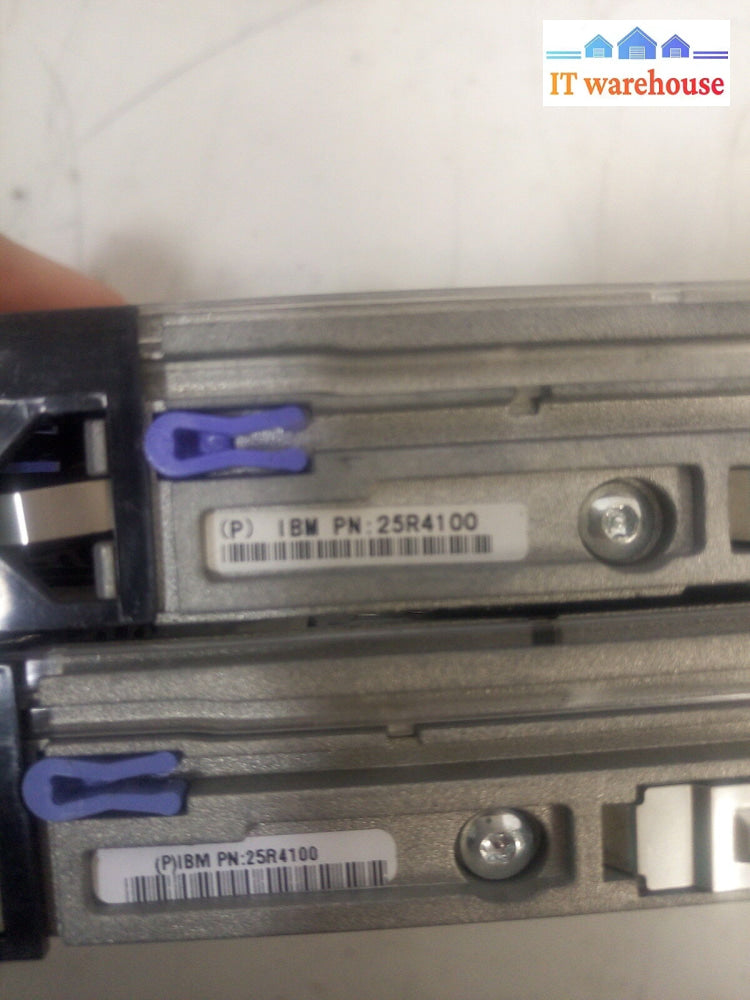 IT warehouse
(P) IBM PN:25R4100
(P)IBM PN:25R4100